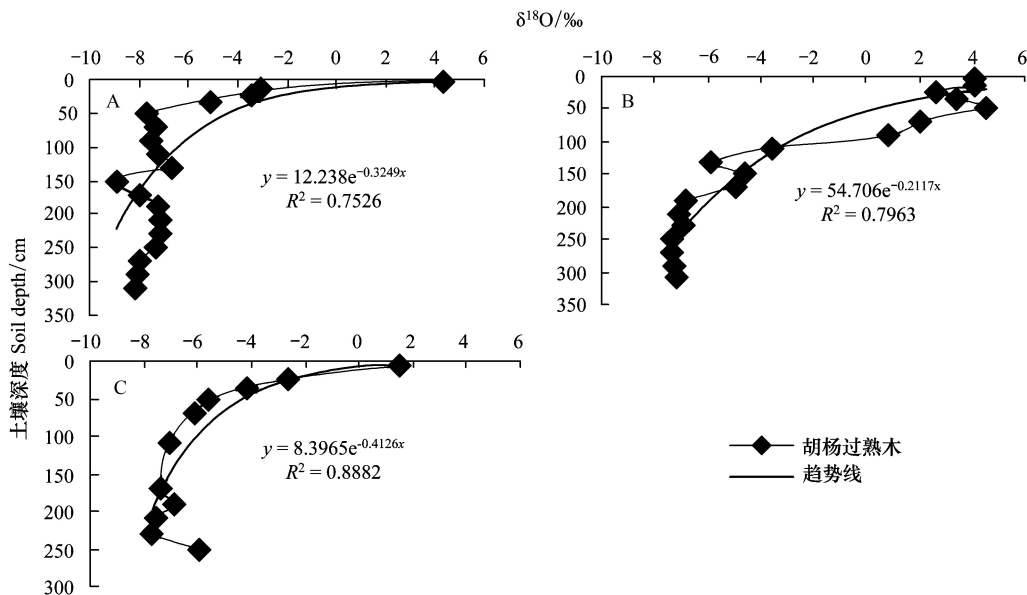 δ¹⁸O/‰
−10 −8 −6 −4 −2 0 2 4 6
0
50
100
150
200
250
300
350
A
y = 12.238e^−0.3249x
R² = 0.7526
−10 −8 −6 −4 −2 0 2 4 6
0
50
100
150
200
250
300
350
B
y = 54.706e^−0.2117x
R² = 0.7963
土壤深度 Soil depth/cm
−10 −8 −6 −4 −2 0 2 4 6
0
50
100
150
200
250
300
C
y = 8.3965e^-0.4126x
R² = 0.8882
胡杨过熟木
趋势线